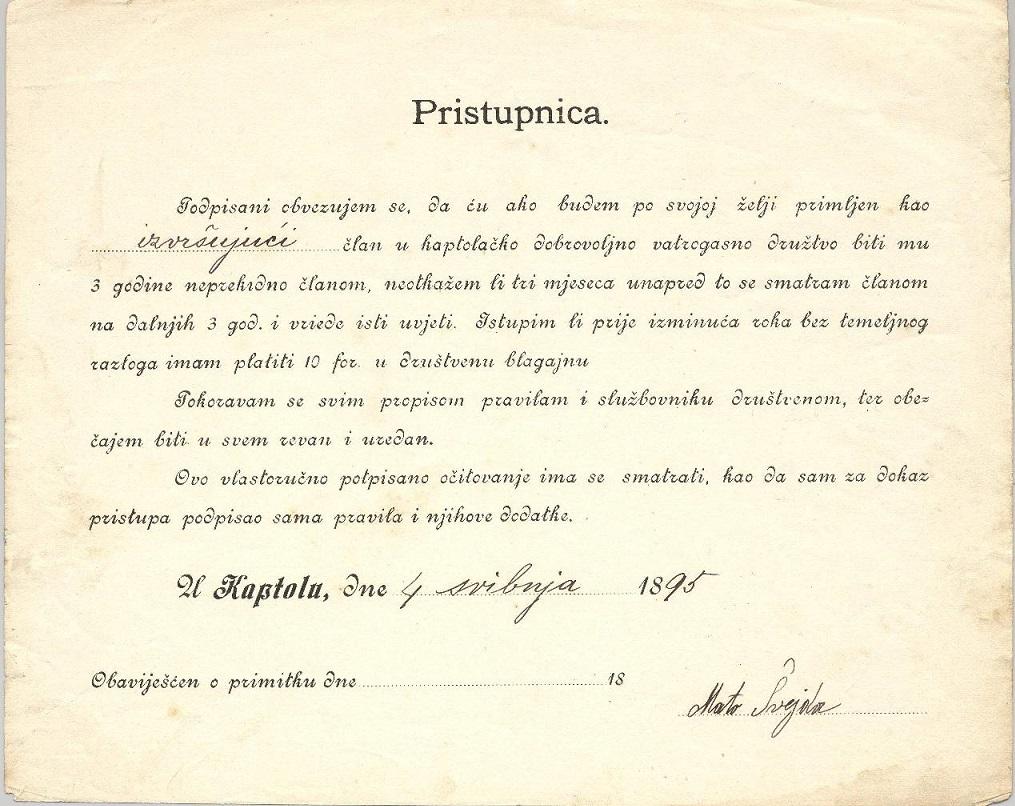 Pristupnica.
Podpisani obvezujem se, da ću ako budem po svojoj želji primljen kao
izvršujući član u kaptolačko dobrovoljno vatrogasno družtvo biti mu
3 godine neprekidno članom, neotkažem li tri mjeseca unapred to se smatram članom
na dalnjih 3 god. i vriede isti uvjeti. Istupim li prije izminuća roka bez temeljnog
razloga imam platiti 10 for. u društvenu blagajnu
Pokoravam se svim propisom pravilam i službovniku društvenom, ter obe=
ćajem biti u svem revan i uredan.
Ovo vlastoručno potpisano očitovanje ima se smatrati, kao da sam za dokaz
pristupa podpisao sama pravila i njihove dodatke.
U Kaptolu, dne 4 svibnja 1895
Obaviješćen o primitku dne 18
Mato Švejda